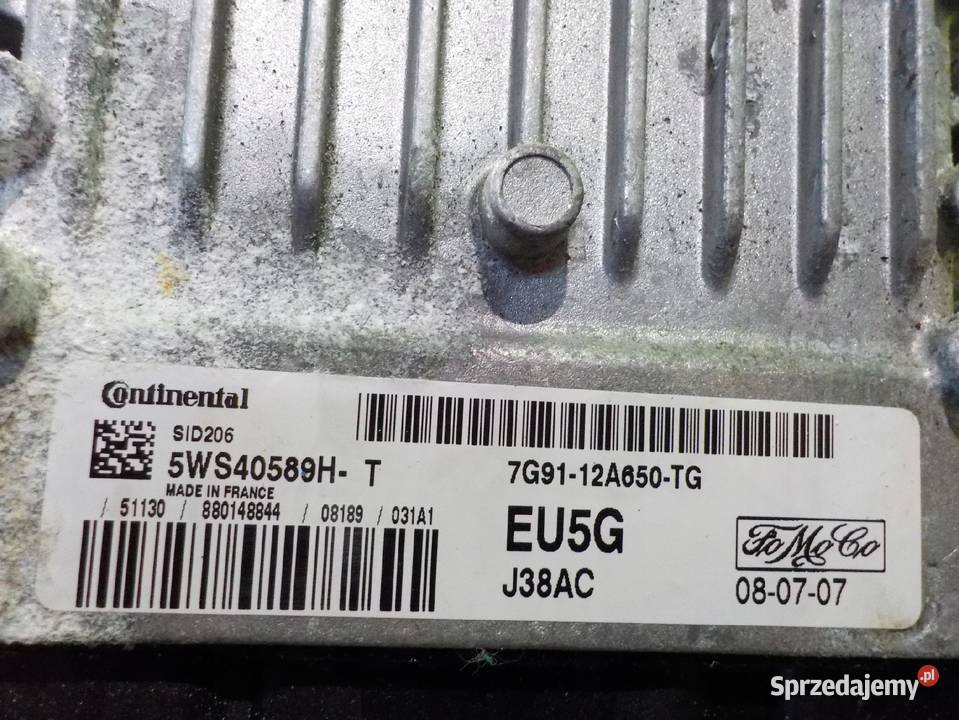 Continental
SID206
5WS40589H- T
MADE IN FRANCE
/ 51130 / 880148844 / 08189 / 031A1
7G91-12A650-TG
EU5G
J38AC
FoMoCo
08-07-07
Sprzedajemy.pl